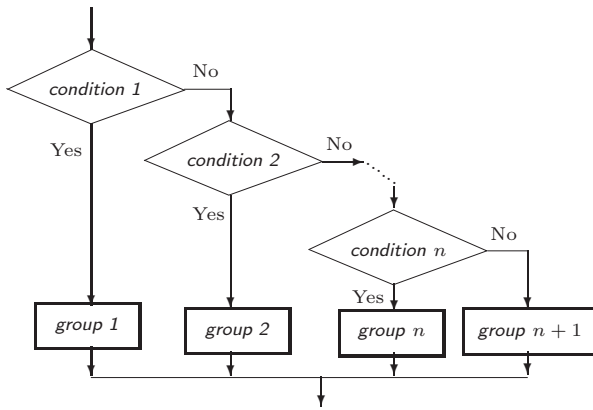 No
condition 1
Yes
No
condition 2
Yes
No
condition n
Yes
group 1
group 2
group n
group n + 1